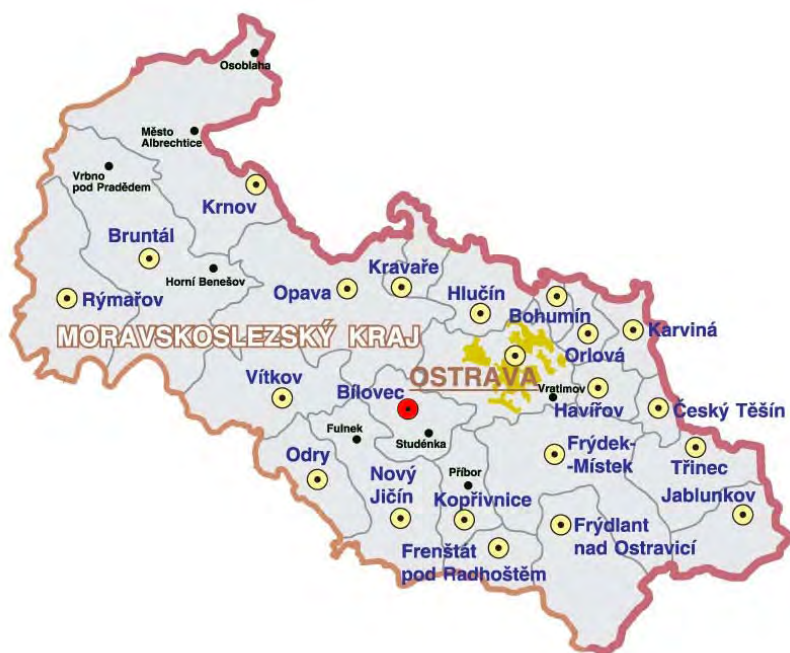 Osoblaha
Město
Albrechtice
Vrbno
pod Pradědem
Krnov
Bruntál
Horní Benešov
Kravaře
Opava
Hlučín
Rýmařov
Bohumín
Karviná
MORAVSKOSLEZSKÝ KRAJ
Orlová
OSTRAVA
Vítkov
Bílovec
Vratimov
Havířov
Český Těšín
Fulnek
Studénka
Odry
Frýdek-
-Místek
Třinec
Nový
Jičín
Příbor
Kopřivnice
Jablunkov
Frýdlant
nad Ostravicí
Frenštát
pod Radhoštěm